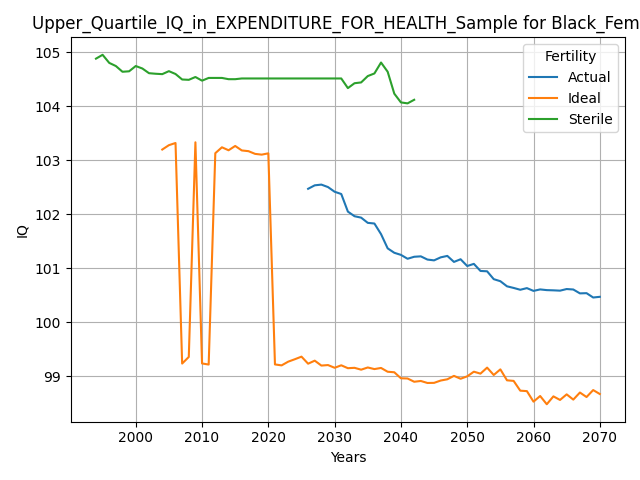 Upper_Quartile_IQ_in_EXPENDITURE_FOR_HEALTH_Sample for Black_Fem
Fertility
Actual
Ideal
Sterile
105
104
103
102
101
100
99
IQ
2000
2010
2020
2030
2040
2050
2060
2070
Years